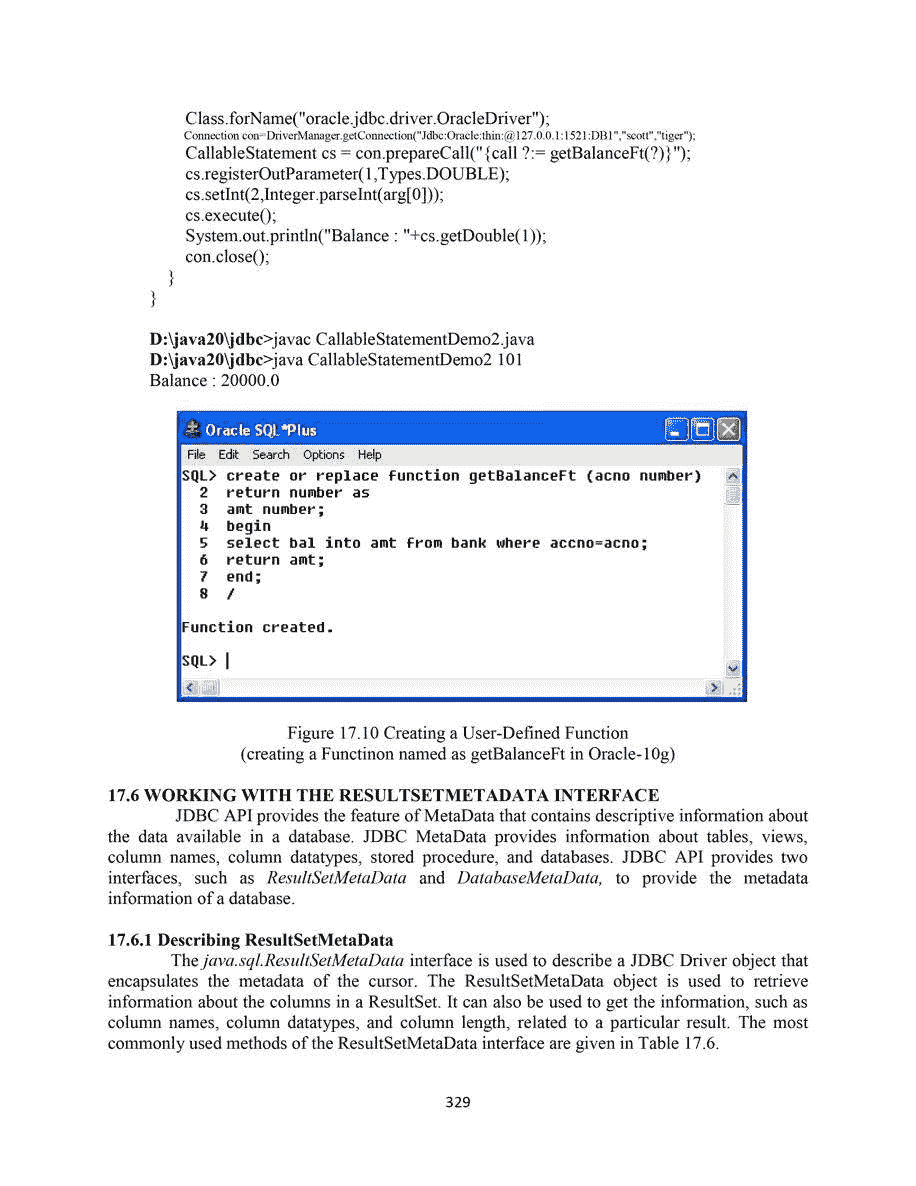 Class.forName("oracle.jdbc.driver.OracleDriver");
Connection con=DriverManager.getConnection("Jdbc:Oracle:thin:@127.0.0.1:1521:DB1","scott","tiger");
CallableStatement cs = con.prepareCall("{call ?:= getBalanceFt(?)}");
cs.registerOutParameter(1,Types.DOUBLE);
cs.setInt(2,Integer.parseInt(arg[0]));
cs.execute();
System.out.println("Balance : "+cs.getDouble(1));
con.close();
}
}
D:\java20\jdbc>javac CallableStatementDemo2.java
D:\java20\jdbc>java CallableStatementDemo2 101
Balance : 20000.0
Oracle SQL*Plus
File Edit Search Options Help
SQL> create or replace function getBalanceFt (acno number)
2 return number as
3 amt number;
4 begin
5 select bal into amt from bank where accno=acno;
6 return amt;
7 end;
8 /
Function created.
SQL>
Figure 17.10 Creating a User-Defined Function
(creating a Functinon named as getBalanceFt in Oracle-10g)
17.6 WORKING WITH THE RESULTSETMETADATA INTERFACE
JDBC API provides the feature of MetaData that contains descriptive information about
the data available in a database. JDBC MetaData provides information about tables, views,
column names, column datatypes, stored procedure, and databases. JDBC API provides two
interfaces, such as ResultSetMetaData and DatabaseMetaData, to provide the metadata
information of a database.
17.6.1 Describing ResultSetMetaData
The java.sql.ResultSetMetaData interface is used to describe a JDBC Driver object that
encapsulates the metadata of the cursor. The ResultSetMetaData object is used to retrieve
information about the columns in a ResultSet. It can also be used to get the information, such as
column names, column datatypes, and column length, related to a particular result. The most
commonly used methods of the ResultSetMetaData interface are given in Table 17.6.
329